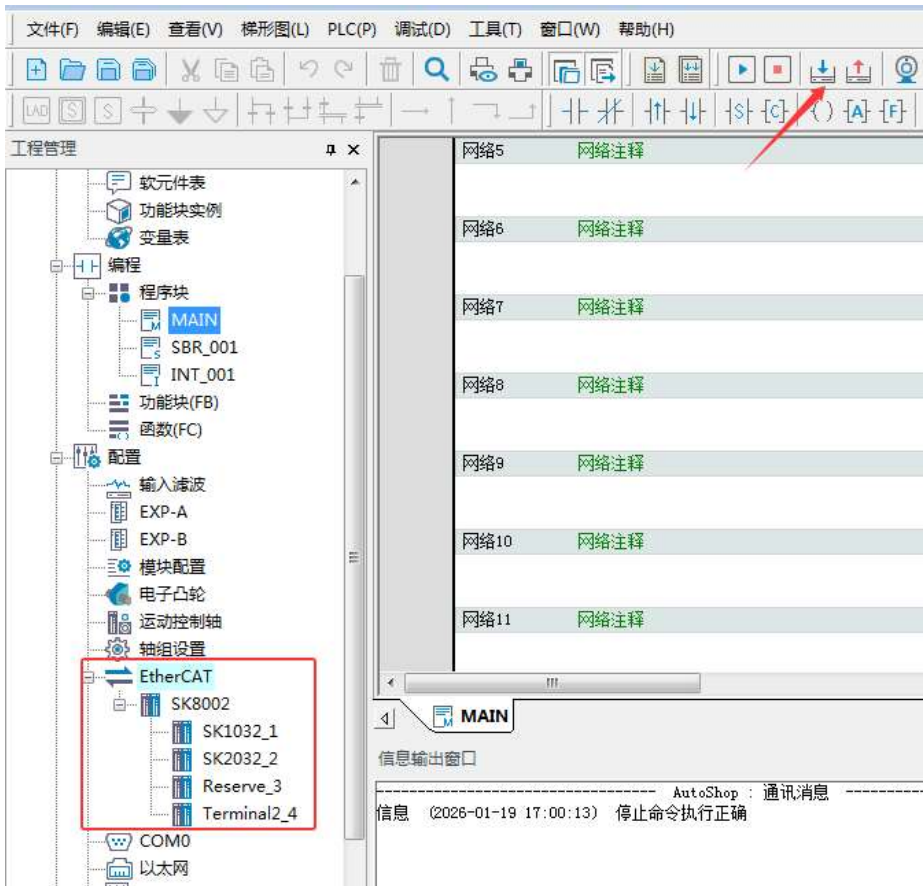 文件(F) 编辑(E) 查看(V) 梯形图(L) PLC(P) 调试(D) 工具(T) 窗口(W) 帮助(H)
LAD S S S C A F
工程管理
软元件表
功能块实例
变量表
编程
程序块
MAIN
SBR_001
INT_001
功能块(FB)
函数(FC)
配置
输入滤波
EXP-A
EXP-B
模块配置
电子凸轮
运动控制轴
轴组设置
EtherCAT
SK8002
SK1032_1
SK2032_2
Reserve_3
Terminal2_4
COM0
以太网
网络5 网络注释
网络6 网络注释
网络7 网络注释
网络8 网络注释
网络9 网络注释
网络10 网络注释
网络11 网络注释
MAIN
信息输出窗口
-------------------------------- AutoShop : 通讯消息 ----------
信息 (2026-01-19 17:00:13) 停止命令执行正确